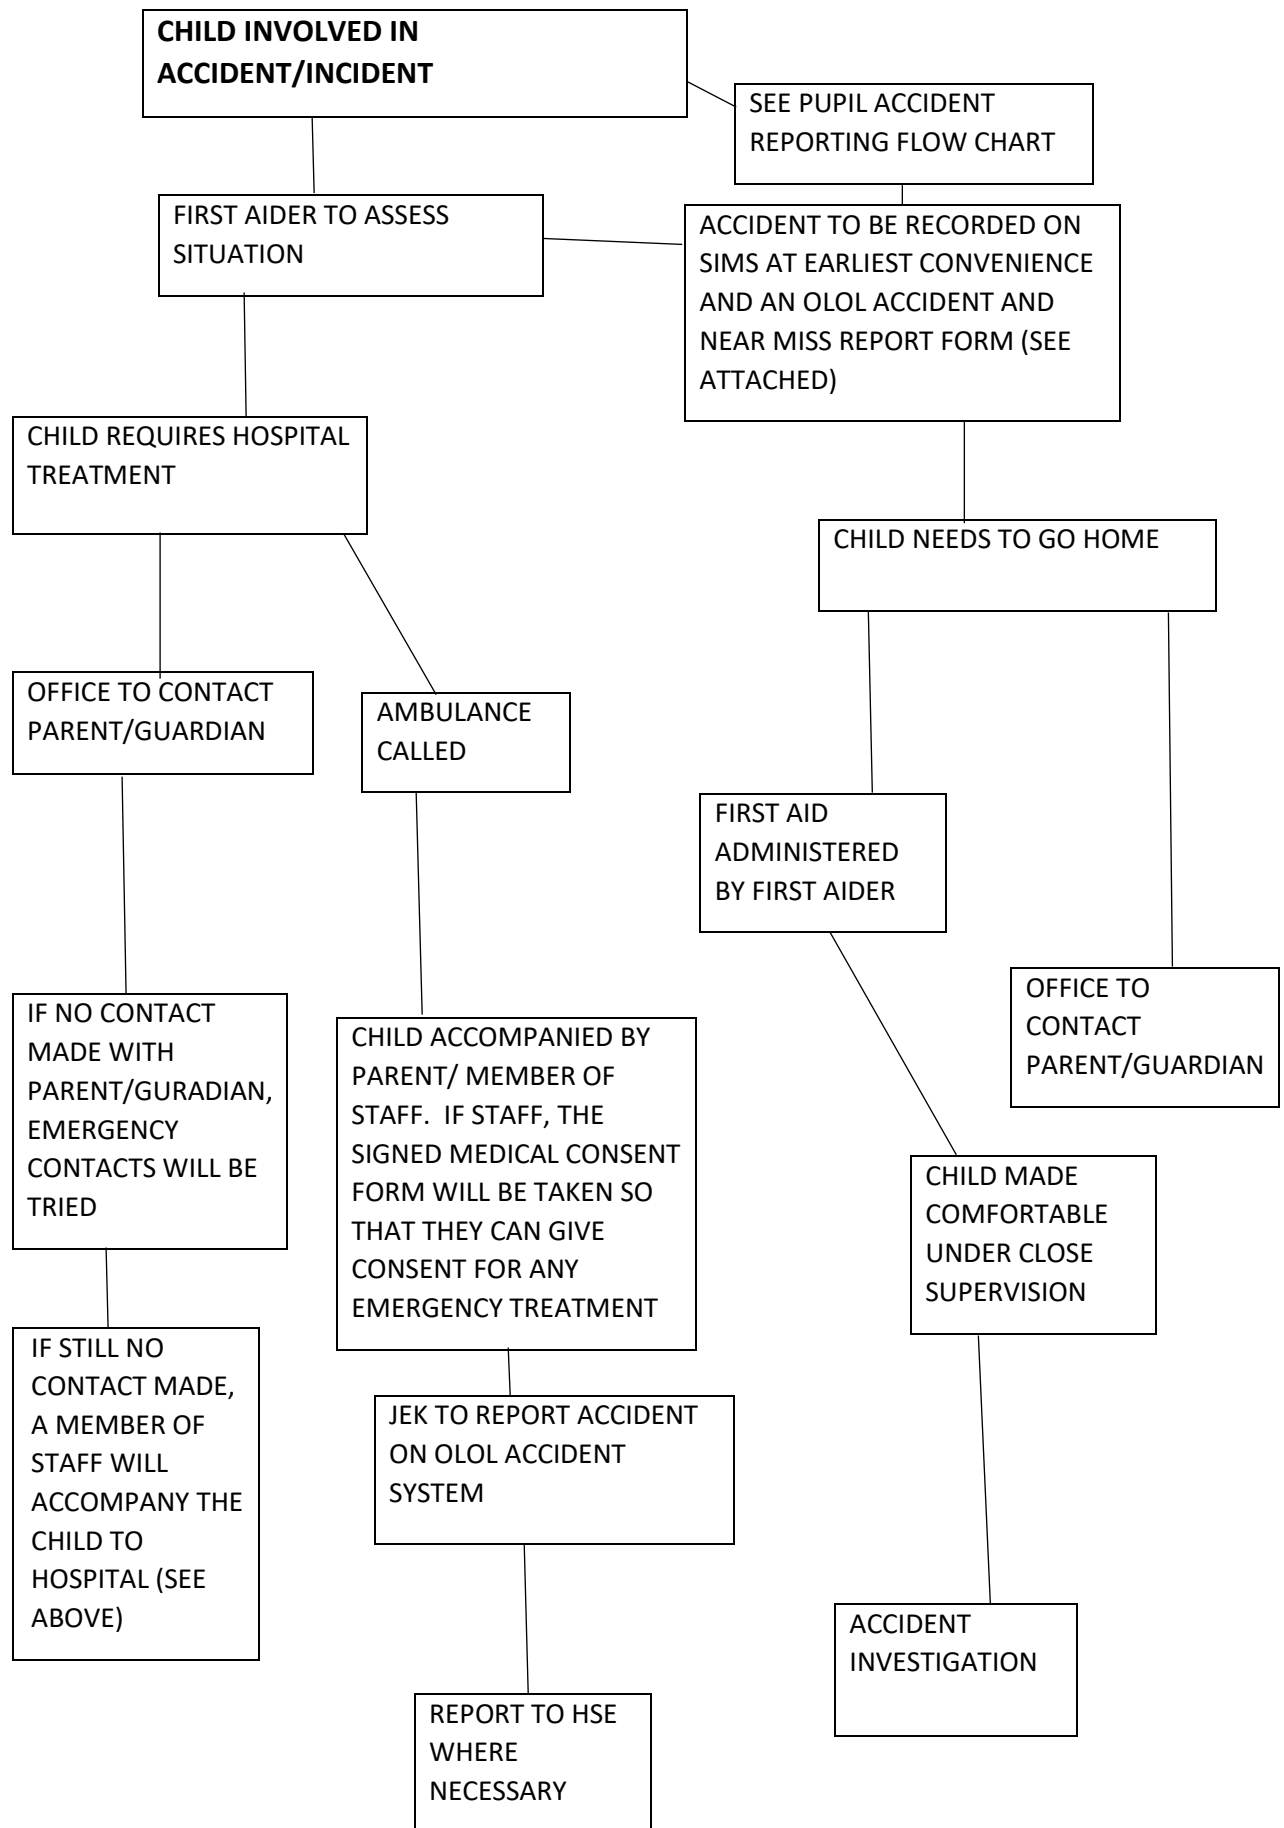 CHILD INVOLVED IN
ACCIDENT/INCIDENT
SEE PUPIL ACCIDENT
REPORTING FLOW CHART
FIRST AIDER TO ASSESS
SITUATION
ACCIDENT TO BE RECORDED ON
SIMS AT EARLIEST CONVENIENCE
AND AN OLOL ACCIDENT AND
NEAR MISS REPORT FORM (SEE
ATTACHED)
CHILD REQUIRES HOSPITAL
TREATMENT
CHILD NEEDS TO GO HOME
OFFICE TO CONTACT
PARENT/GUARDIAN
AMBULANCE
CALLED
FIRST AID
ADMINISTERED
BY FIRST AIDER
OFFICE TO
CONTACT
PARENT/GUARDIAN
IF NO CONTACT
MADE WITH
PARENT/GURADIAN,
EMERGENCY
CONTACTS WILL BE
TRIED
CHILD ACCOMPANIED BY
PARENT/ MEMBER OF
STAFF.  IF STAFF, THE
SIGNED MEDICAL CONSENT
FORM WILL BE TAKEN SO
THAT THEY CAN GIVE
CONSENT FOR ANY
EMERGENCY TREATMENT
CHILD MADE
COMFORTABLE
UNDER CLOSE
SUPERVISION
IF STILL NO
CONTACT MADE,
A MEMBER OF
STAFF WILL
ACCOMPANY THE
CHILD TO
HOSPITAL (SEE
ABOVE)
JEK TO REPORT ACCIDENT
ON OLOL ACCIDENT
SYSTEM
ACCIDENT
INVESTIGATION
REPORT TO HSE
WHERE
NECESSARY